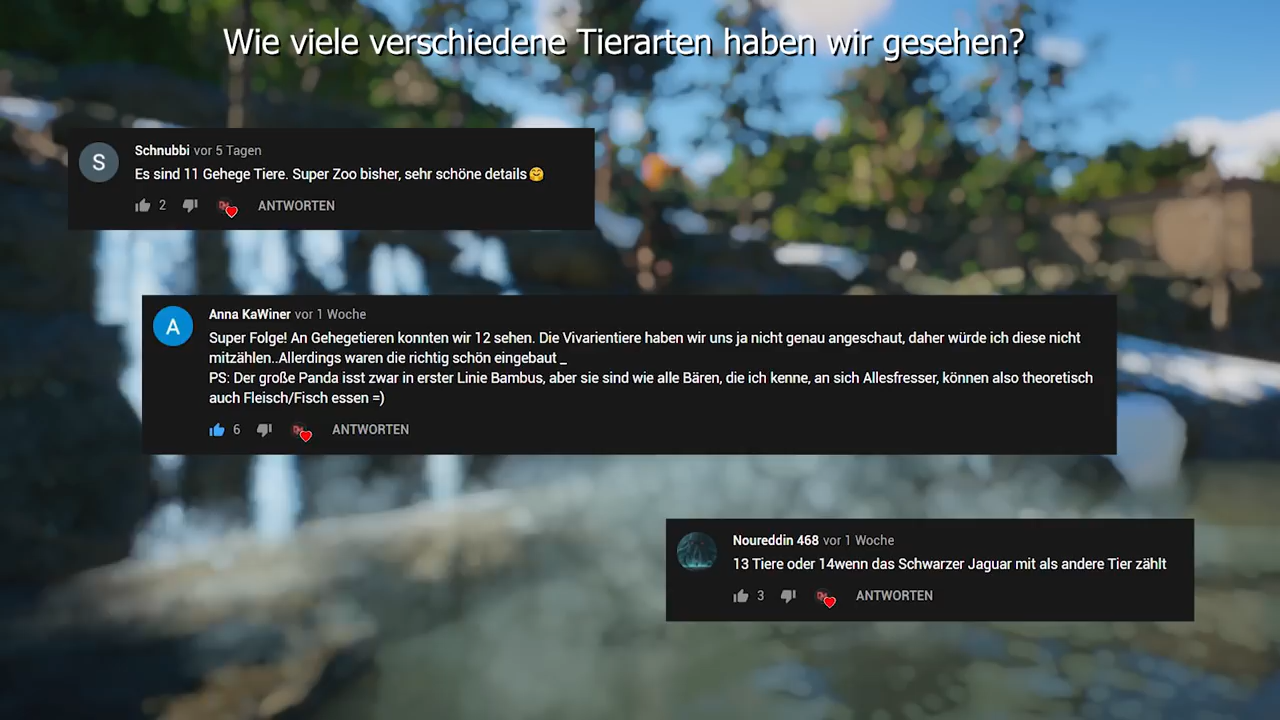 Wie viele verschiedene Tierarten haben wir gesehen?
S
Schnubbi vor 5 Tagen
Es sind 11 Gehege Tiere. Super Zoo bisher, sehr schöne details🤗
2 ANTWORTEN
A
Anna KaWiner vor 1 Woche
Super Folge! An Gehegetieren konnten wir 12 sehen. Die Vivarientiere haben wir uns ja nicht genau angeschaut, daher würde ich diese nicht
mitzählen..Allerdings waren die richtig schön eingebaut _
PS: Der große Panda isst zwar in erster Linie Bambus, aber sie sind wie alle Bären, die ich kenne, an sich Allesfresser, können also theoretisch
auch Fleisch/Fisch essen =)
6 ANTWORTEN
Noureddin 468 vor 1 Woche
13 Tiere oder 14wenn das Schwarzer Jaguar mit als andere Tier zählt
3 ANTWORTEN